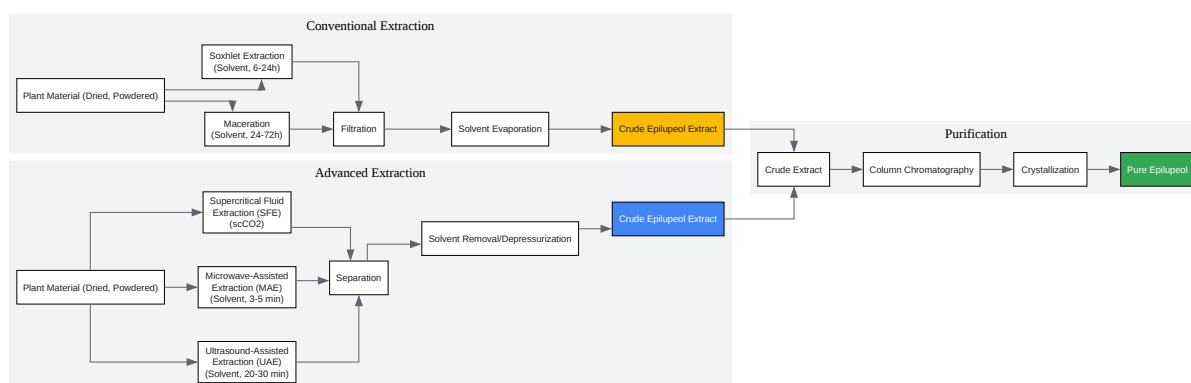 Conventional Extraction
Soxhlet Extraction
(Solvent, 6-24h)
Plant Material (Dried, Powdered)
Maceration
(Solvent, 24-72h)
Filtration
Solvent Evaporation
Crude Epilupeol Extract
Advanced Extraction
Supercritical Fluid
Extraction (SFE)
(scCO2)
Plant Material (Dried, Powdered)
Microwave-Assisted
Extraction (MAE)
(Solvent, 3-5 min)
Ultrasound-Assisted
Extraction (UAE)
(Solvent, 20-30 min)
Separation
Solvent Removal/Depressurization
Crude Epilupeol Extract
Purification
Crude Extract
Column Chromatography
Crystallization
Pure Epilupeol